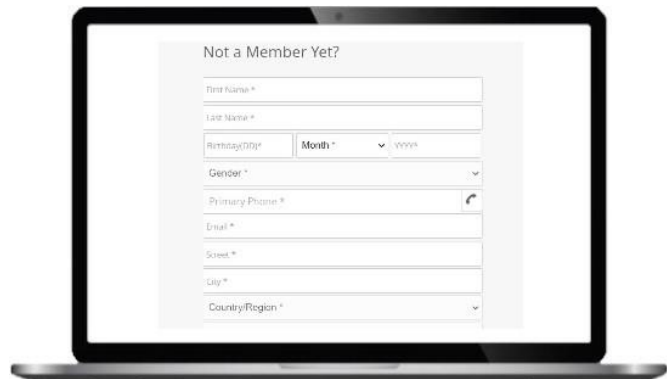 Not a Member Yet?
First Name *
Last Name *
Birthday(DD)* Month * YYYY*
Gender *
Primary Phone *
Email *
Street *
City *
Country/Region *